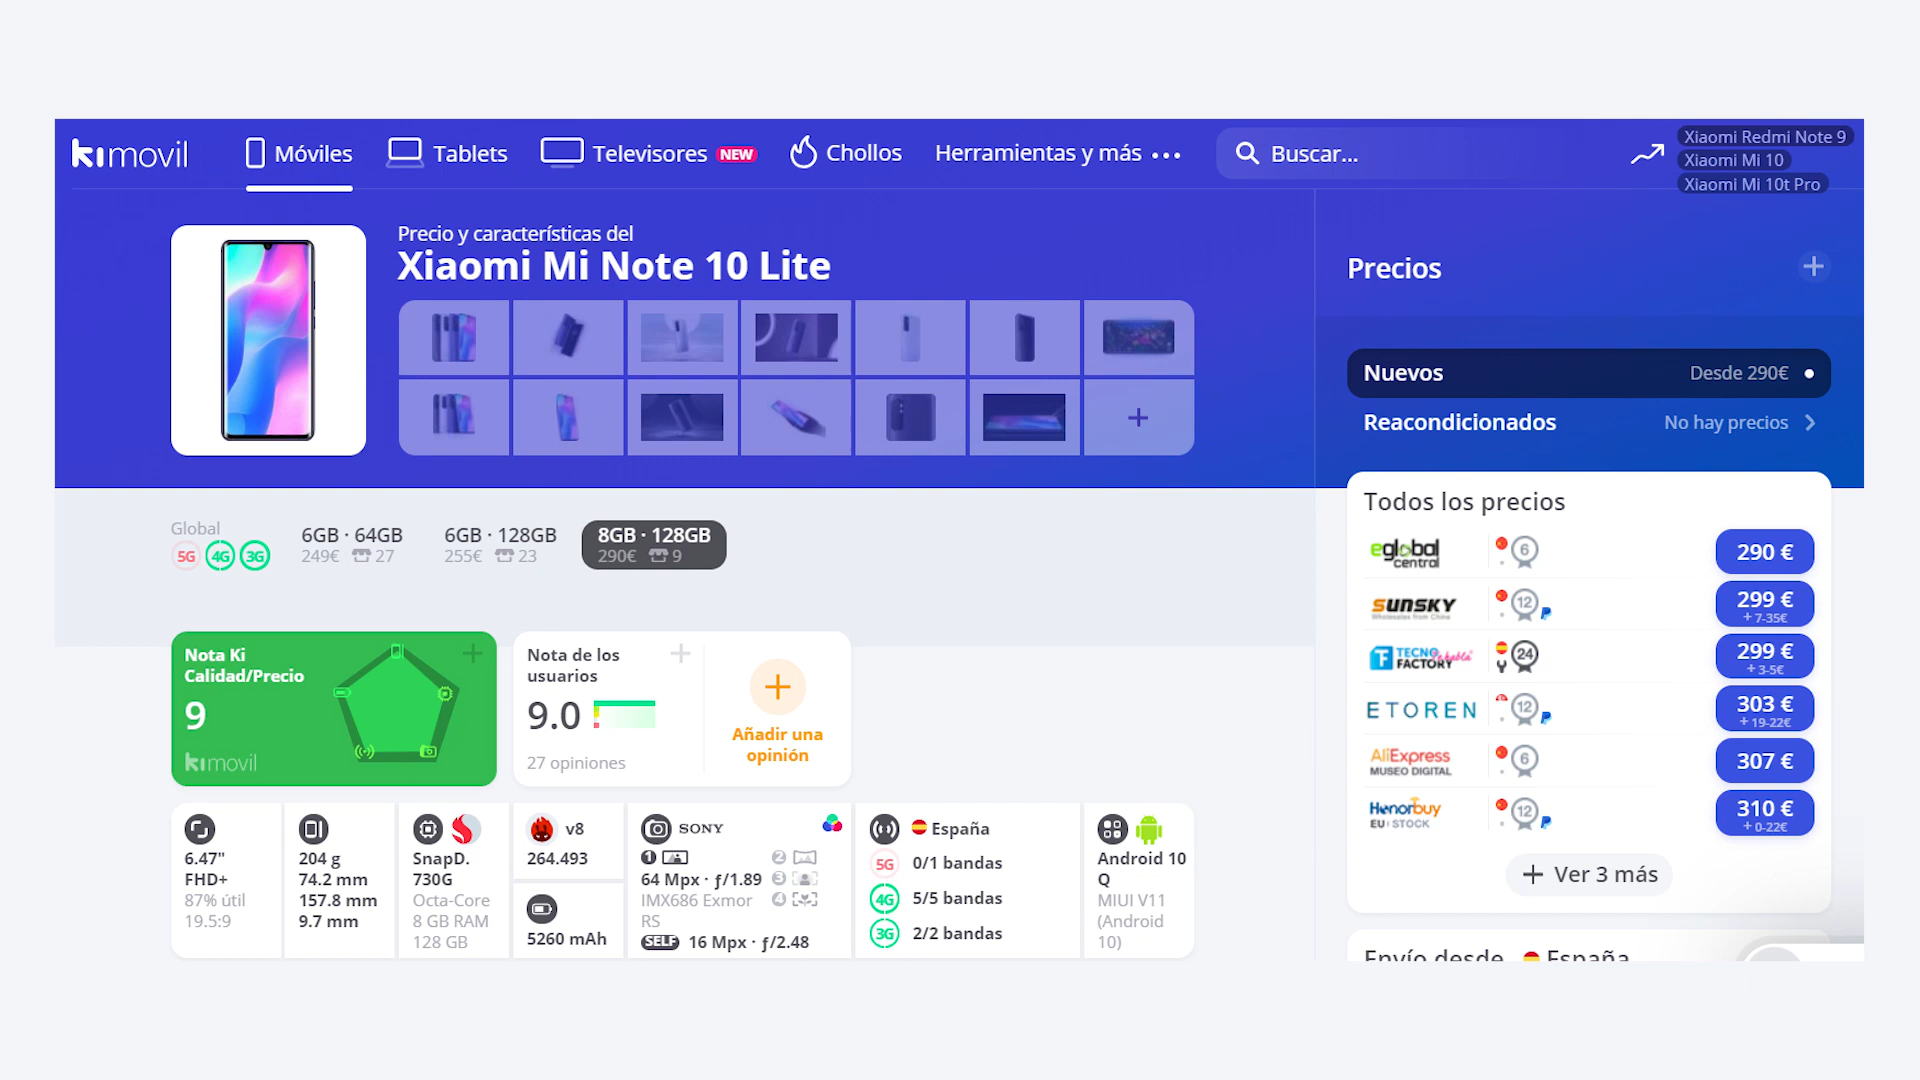 kimovil
Móviles
Tablets
Televisores NEW
Chollos
Herramientas y más
Buscar...
Xiaomi Redmi Note 9
Xiaomi Mi 10
Xiaomi Mi 10t Pro
Precio y características del
Xiaomi Mi Note 10 Lite
Precios
Nuevos Desde 290€
Reacondicionados No hay precios
Global
5G 4G 3G
6GB · 64GB
249€ 27
6GB · 128GB
255€ 23
8GB · 128GB
290€ 9
Nota Ki
Calidad/Precio
9
kimovil
Nota de los
usuarios
9.0
27 opiniones
Añadir una
opinión
6.47"
FHD+
87% útil
19.5:9
204 g
74.2 mm
157.8 mm
9.7 mm
SnapD.
730G
Octa-Core
8 GB RAM
128 GB
v8
264.493
5260 mAh
SONY
1 2
64 Mpx · ƒ/1.89 3
IMX686 Exmor 4
RS
SELF 16 Mpx · ƒ/2.48
España
5G 0/1 bandas
4G 5/5 bandas
3G 2/2 bandas
Android 10
Q
MIUI V11
(Android
10)
Todos los precios
eglobal
central 6 290 €
SUNSKY
Wholesales from China 12 299 €
+ 7-35€
TECNO
FACTORY 24 299 €
+ 3-5€
ETOREN 12 303 €
+ 19-22€
AliExpress
MUSEO DIGITAL 6 307 €
Honorbuy
EU STOCK 12 310 €
+ 0-22€
Ver 3 más
Envío desde España